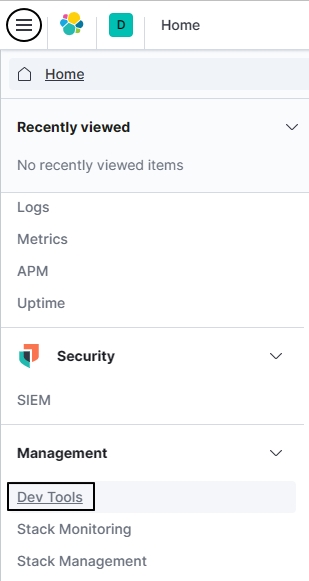 D
Home
Home
Recently viewed
No recently viewed items
Logs
Metrics
APM
Uptime
Security
SIEM
Management
Dev Tools
Stack Monitoring
Stack Management